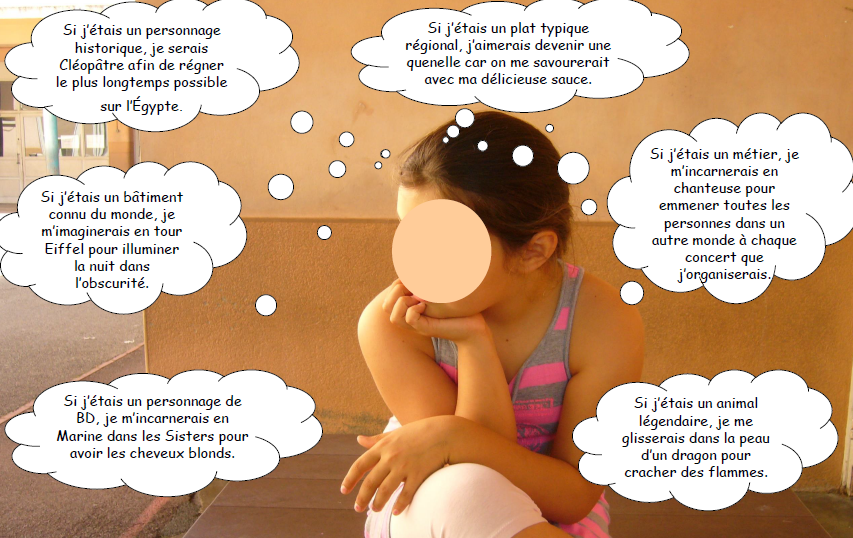 Si j'étais un personnage
historique, je serais
Cléopâtre afin de régner
le plus longtemps possible
sur l'Égypte.
Si j'étais un plat typique
régional, j'aimerais devenir une
quenelle car on me savourerait
avec ma délicieuse sauce.
Si j'étais un métier, je
m'incarnerais en
chanteuse pour
emmener toutes les
personnes dans un
autre monde à chaque
concert que
j'organiserais.
Si j'étais un bâtiment
connu du monde, je
m'imaginerais en tour
Eiffel pour illuminer
la nuit dans
l'obscurité.
Si j'étais un personnage de
BD, je m'incarnerais en
Marine dans les Sisters pour
avoir les cheveux blonds.
Si j'étais un animal
légendaire, je me
glisserais dans la peau
d'un dragon pour
cracher des flammes.